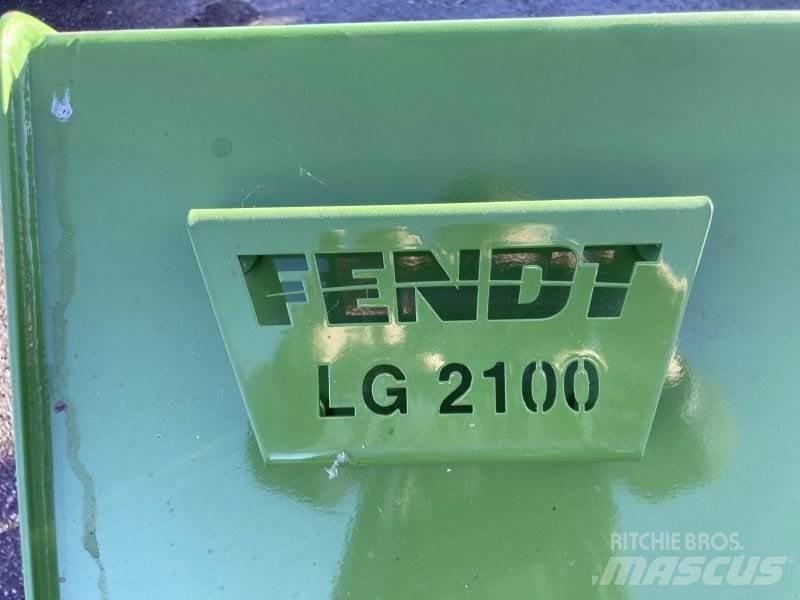 FENDT
LG 2100
RITCHIE BROS.
MASCUS